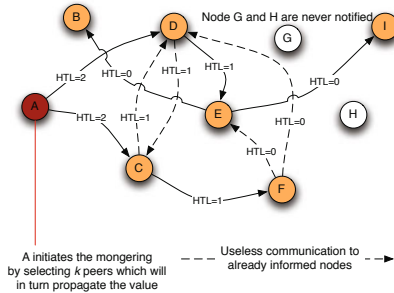 Node G and H are never notified
B
D
G
I
HTL=2
HTL=0
HTL=1
HTL=1
HTL=0
A
E
H
HTL=2
HTL=1
HTL=0
HTL=0
C
F
HTL=1
A initiates the mongering
by selecting k peers which will
in turn propagate the value
Useless communication to
already informed nodes